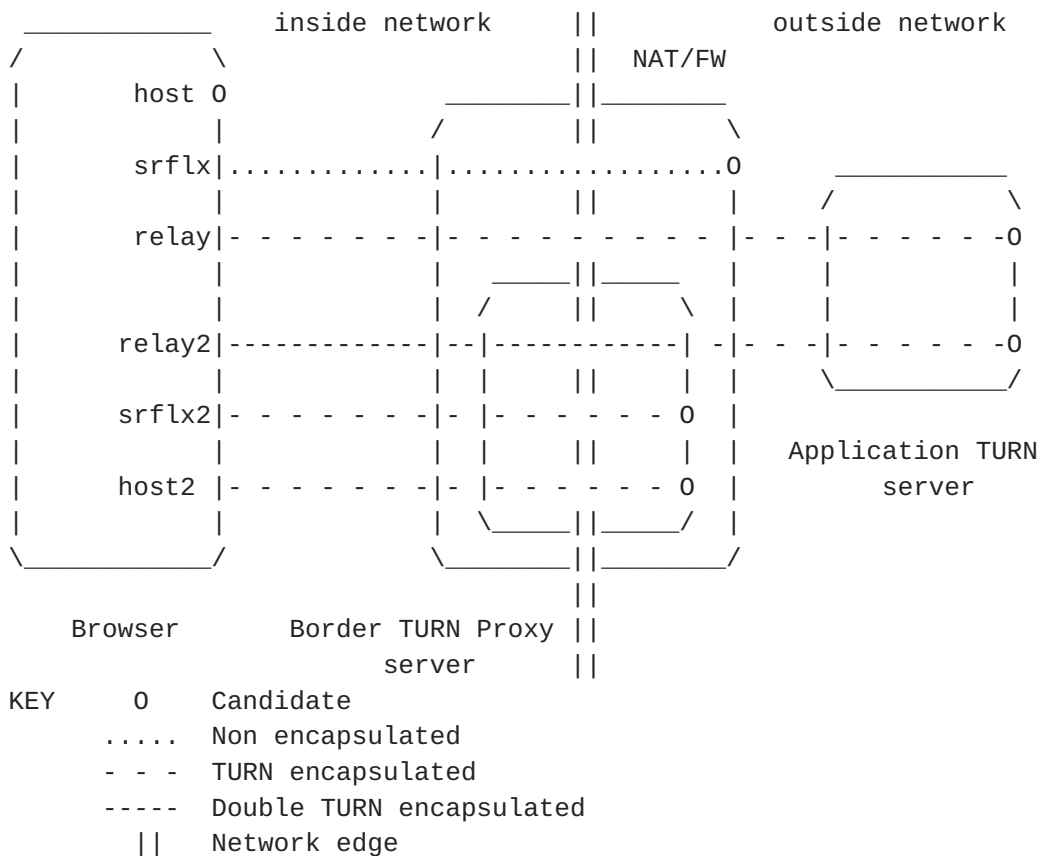 inside network || outside network
NAT/FW
host O
srflx|.............|..................O
relay|- - - - - - -|- - - - - - - - - |- - -|- - - - - -O
relay2|-------------|--|------------| -|- - -|- - - - - -O
srflx2|- - - - - - -|- |- - - - - - O
Application TURN
host2 |- - - - - - -|- |- - - - - - O | server
Browser Border TURN Proxy ||
server ||
KEY O Candidate
..... Non encapsulated
- - - TURN encapsulated
----- Double TURN encapsulated
|| Network edge